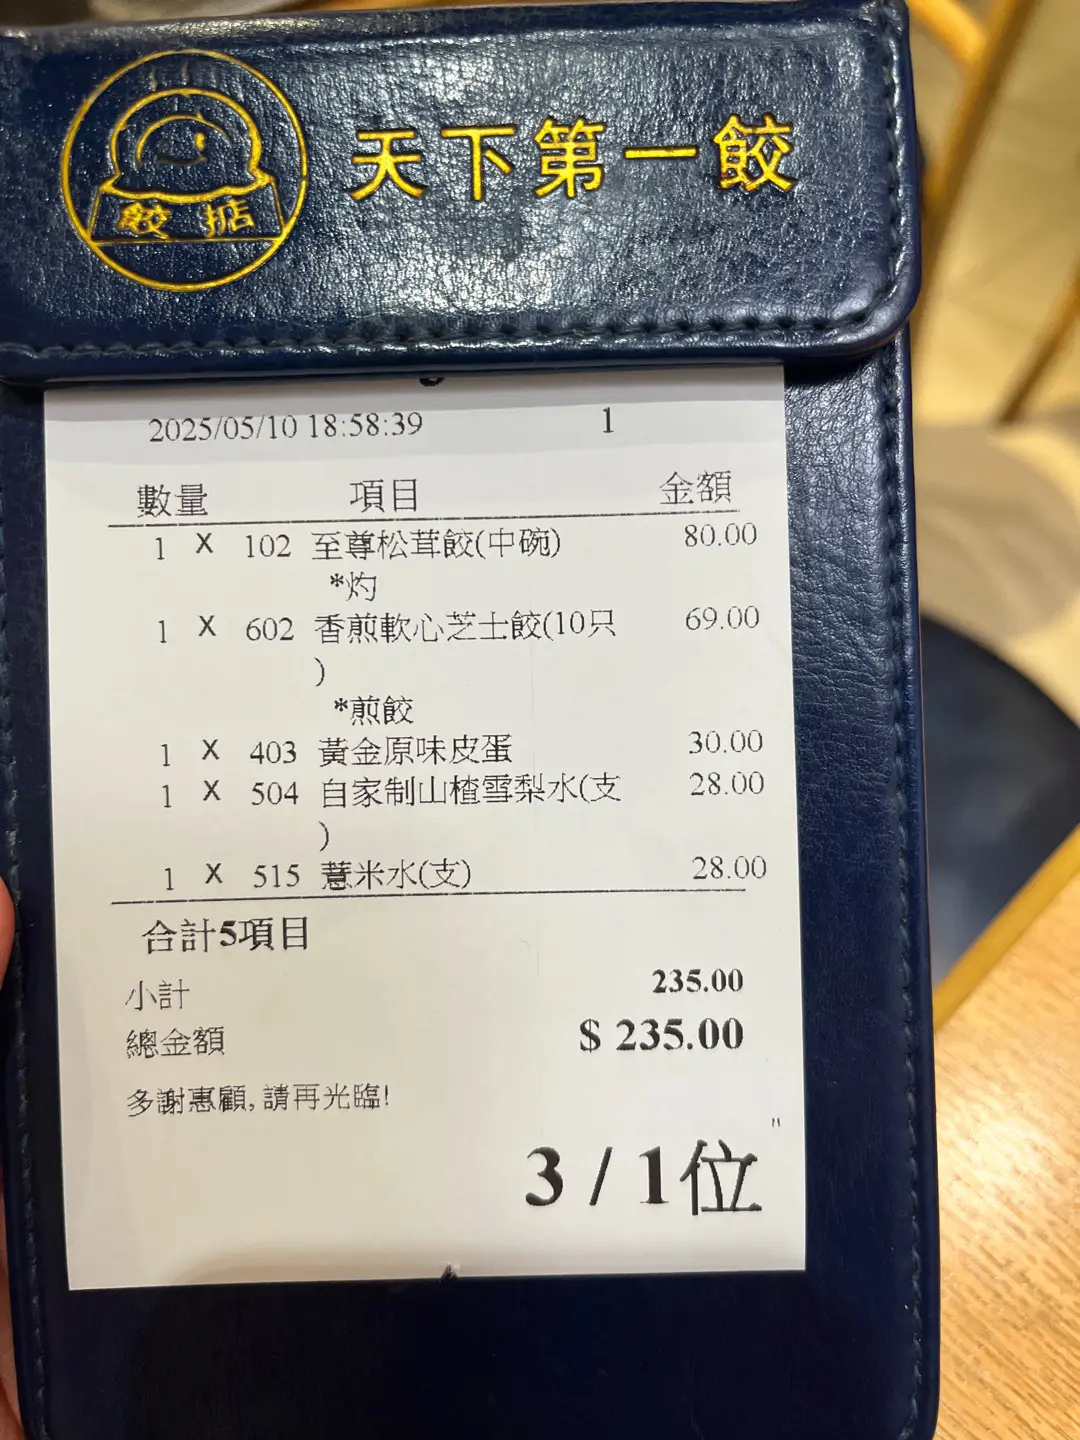 餃掂
天下第一餃
2025/05/10 18:58:39 1
數量 項目 金額
1 X 102 至尊松茸餃(中碗) 80.00
*灼
1 X 602 香煎軟心芝士餃(10只 69.00
)
*煎餃
1 X 403 黃金原味皮蛋 30.00
1 X 504 自家制山楂雪梨水(支 28.00
)
1 X 515 薏米水(支) 28.00
合計5項目
小計 235.00
總金額 $ 235.00
多謝惠顧, 請再光臨!
"
3 / 1位